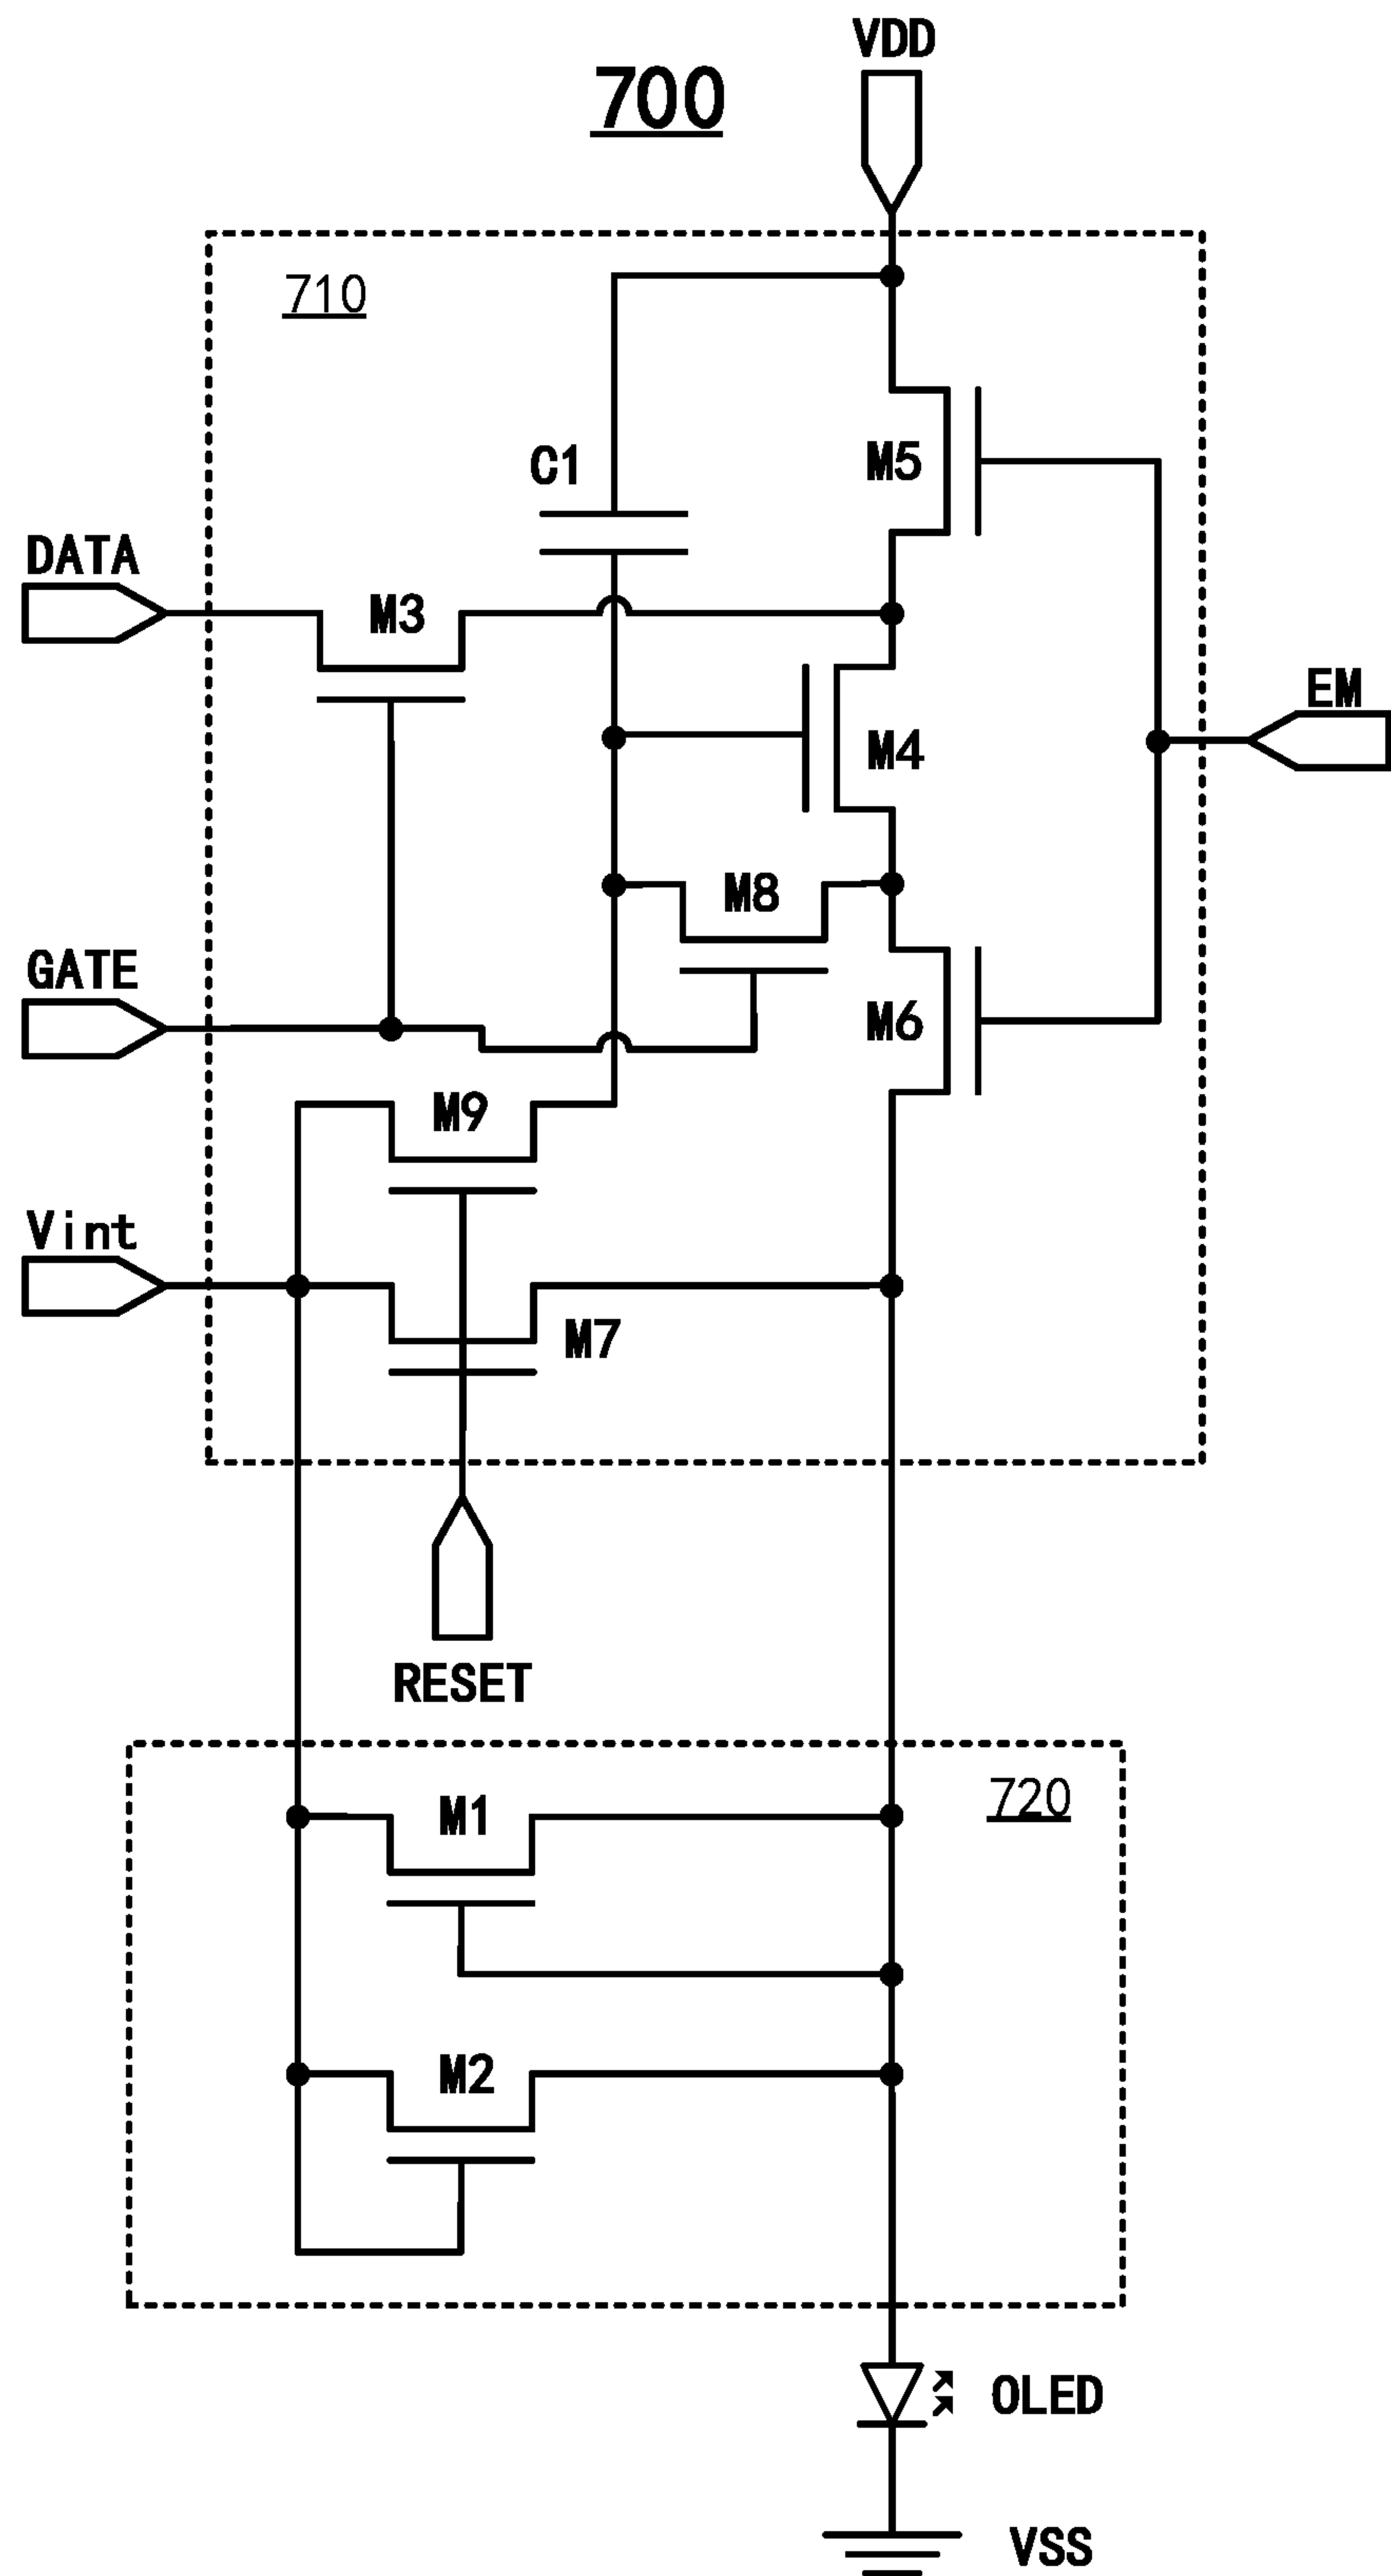 VDD
700
710
M5
C1
DATA
M3
EM
M4
M8
GATE
M6
M9
Vint
M7
RESET
720
M1
M2
OLED
VSS